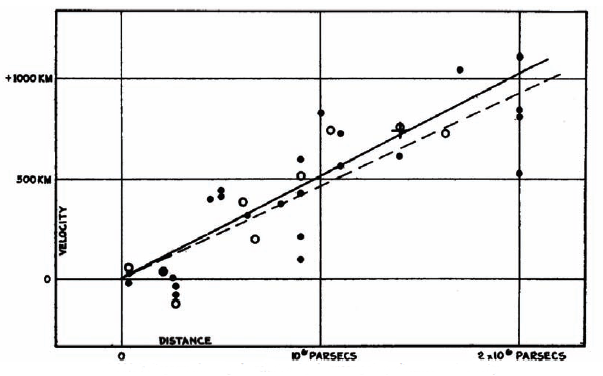 +1000 KM
500 KM
0
VELOCITY
DISTANCE
0
10⁶ PARSECS
2 x 10⁶ PARSECS